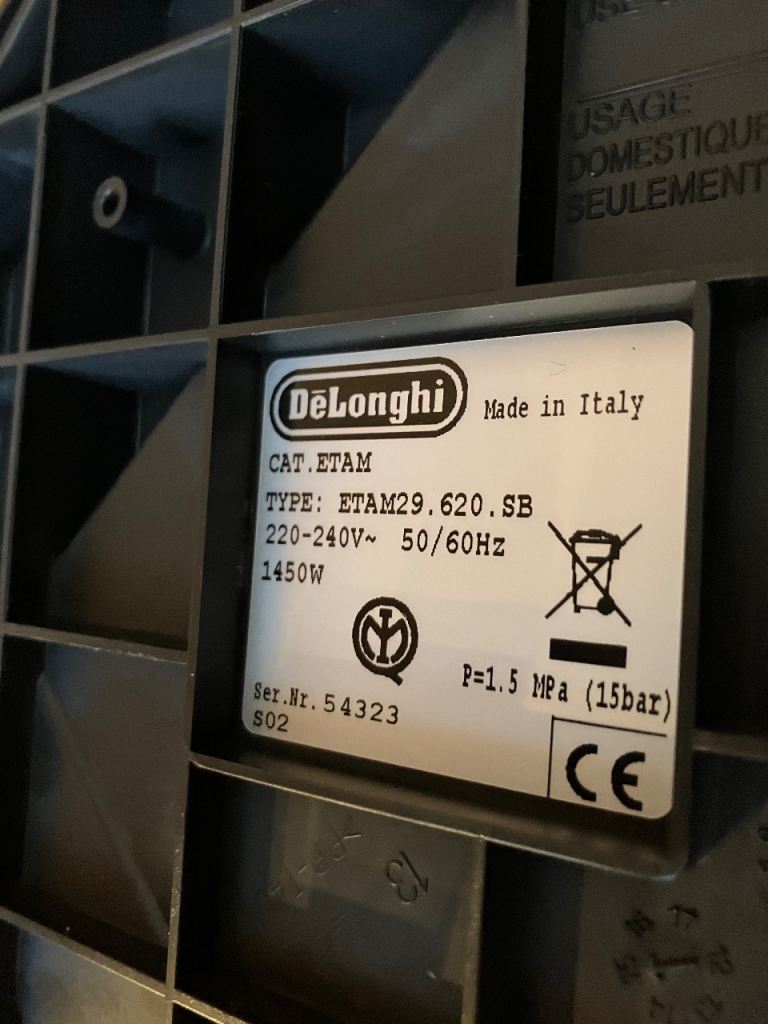 USAGE
DOMESTIQUE
SEULEMENT
DēLonghi
Made in Italy
CAT.ETAM
TYPE: ETAM29.620.SB
220-240V~ 50/60Hz
1450W
P=1.5 MPa (15bar)
Ser.Nr. 54323
S02
CE
13